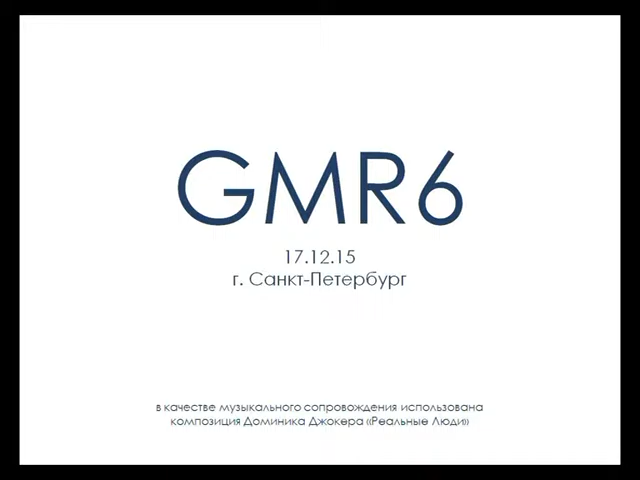 GMR6
17.12.15
г. Санкт-Петербург
в качестве музыкального сопровождения использована
композиция Доминика Джокера «Реальные Люди»